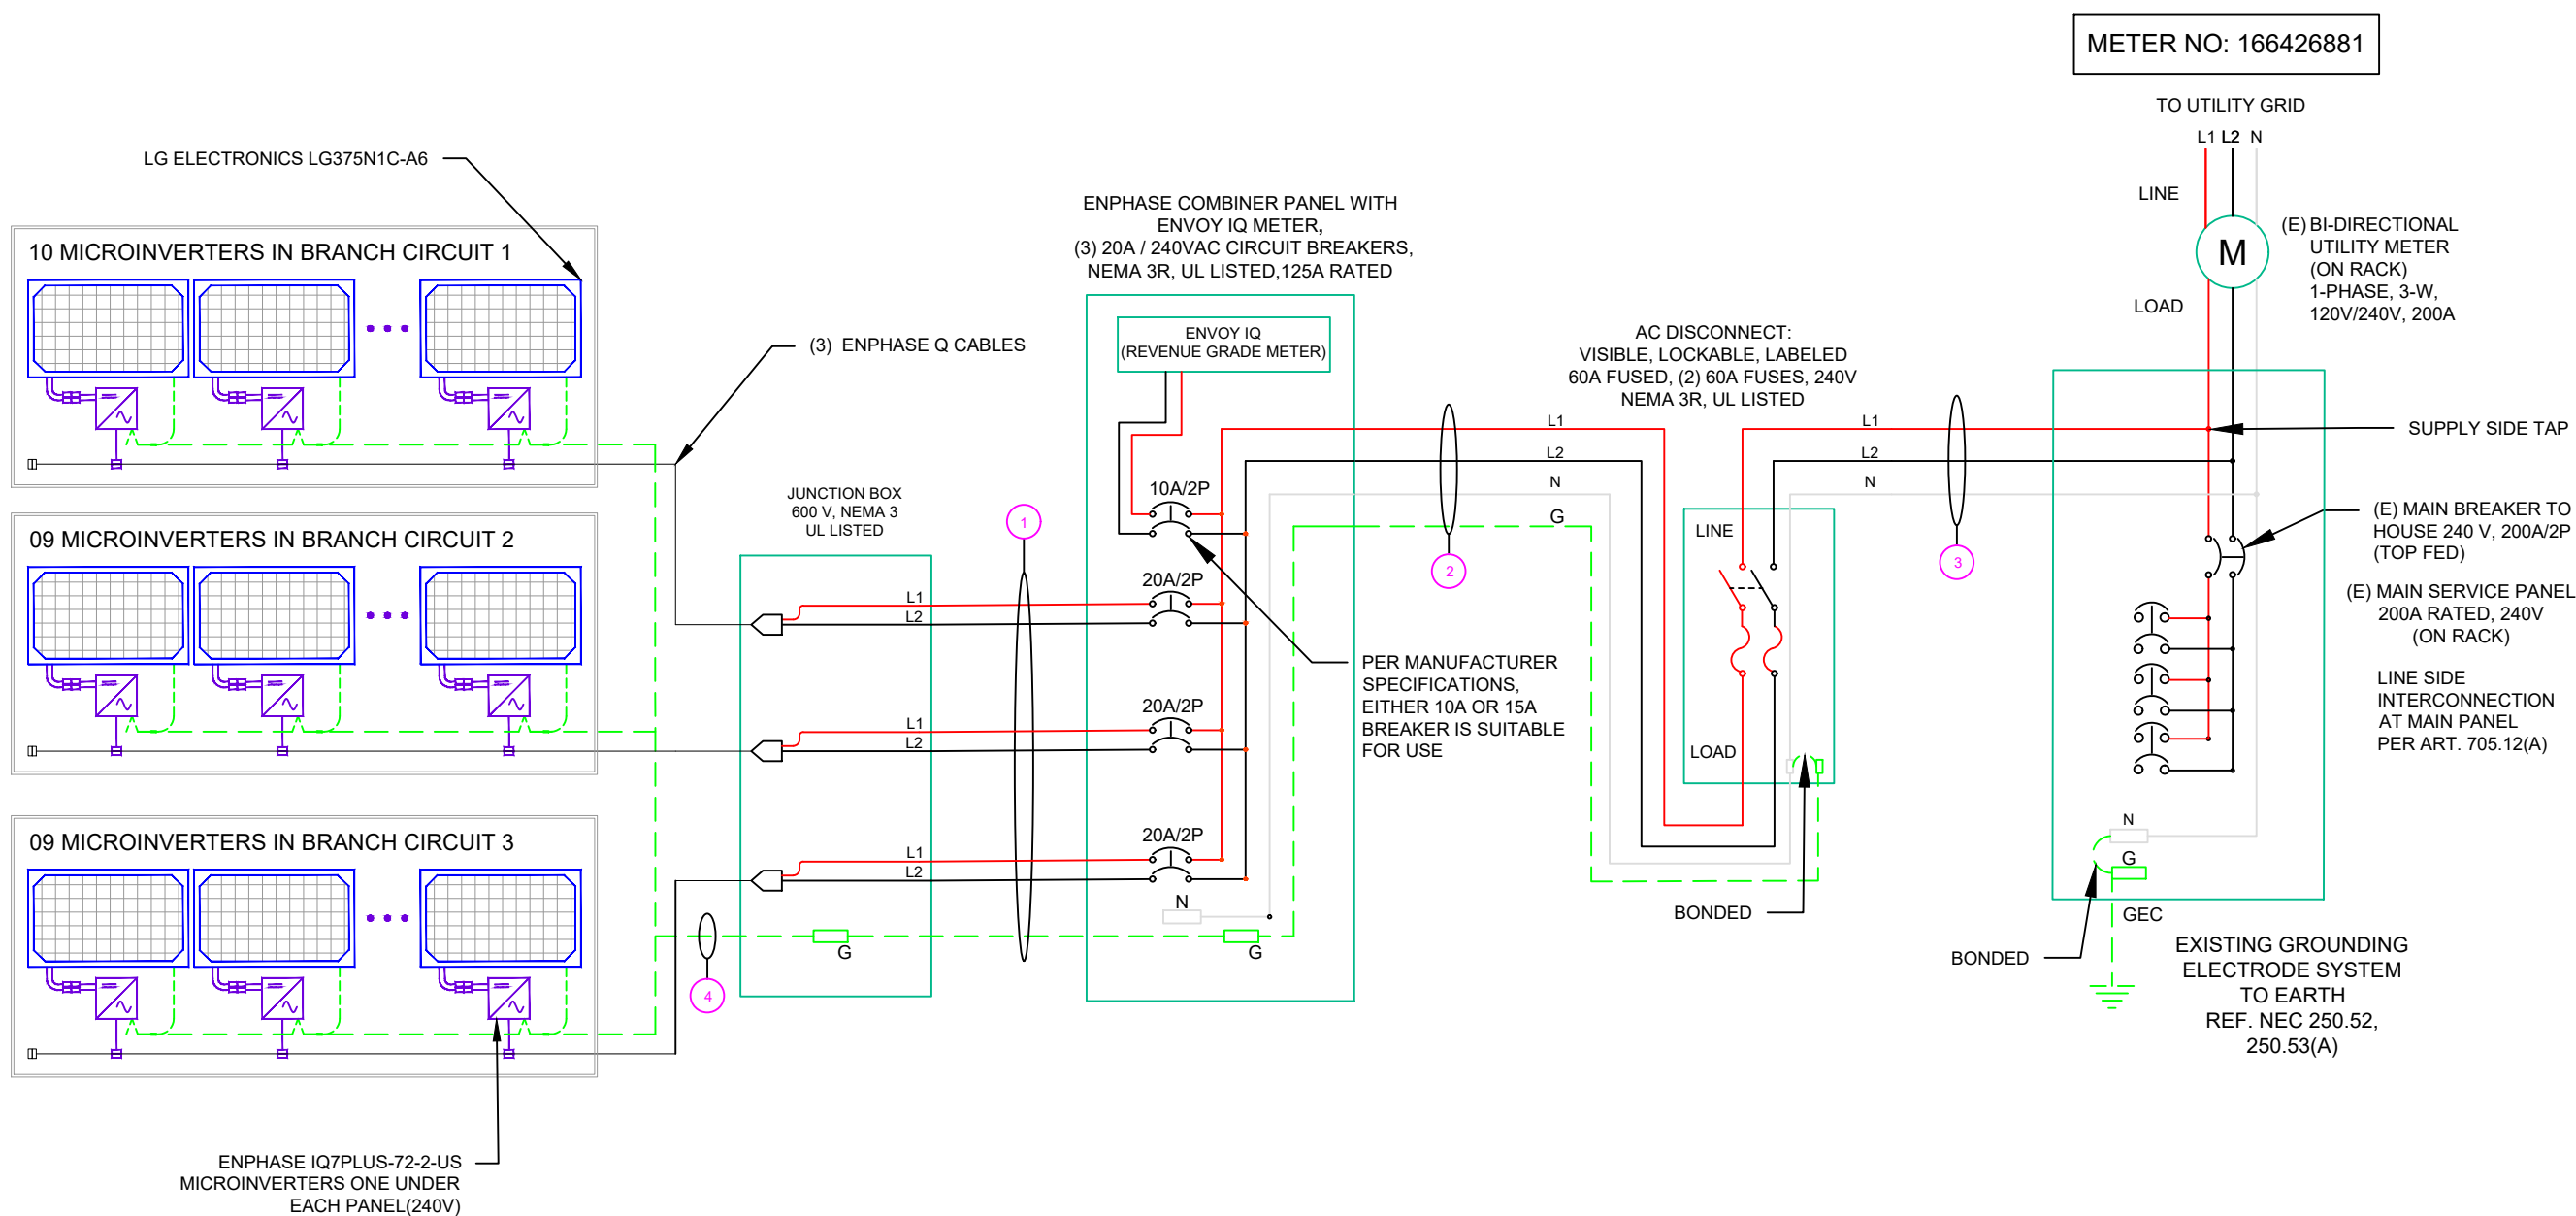 METER NO: 166426881
TO UTILITY GRID
L1 L2 N
LINE
M
(E) BI-DIRECTIONAL
UTILITY METER
(ON RACK)
1-PHASE, 3-W,
120V/240V, 200A
LOAD
LG ELECTRONICS LG375N1C-A6
10 MICROINVERTERS IN BRANCH CIRCUIT 1
(3) ENPHASE Q CABLES
09 MICROINVERTERS IN BRANCH CIRCUIT 2
09 MICROINVERTERS IN BRANCH CIRCUIT 3
ENPHASE IQ7PLUS-72-2-US
MICROINVERTERS ONE UNDER
EACH PANEL(240V)
JUNCTION BOX
600 V, NEMA 3
UL LISTED
L1
L2
L1
L2
L1
L2
G
4
1
ENPHASE COMBINER PANEL WITH
ENVOY IQ METER,
(3) 20A / 240VAC CIRCUIT BREAKERS,
NEMA 3R, UL LISTED,125A RATED
ENVOY IQ
(REVENUE GRADE METER)
10A/2P
20A/2P
20A/2P
20A/2P
N
G
PER MANUFACTURER
SPECIFICATIONS,
EITHER 10A OR 15A
BREAKER IS SUITABLE
FOR USE
2
L1
L2
N
G
AC DISCONNECT:
VISIBLE, LOCKABLE, LABELED
60A FUSED, (2) 60A FUSES, 240V
NEMA 3R, UL LISTED
LINE
LOAD
BONDED
L1
L2
N
3
SUPPLY SIDE TAP
(E) MAIN BREAKER TO
HOUSE 240 V, 200A/2P
(TOP FED)
(E) MAIN SERVICE PANEL
200A RATED, 240V
(ON RACK)
LINE SIDE
INTERCONNECTION
AT MAIN PANEL
PER ART. 705.12(A)
N
G
GEC
BONDED
EXISTING GROUNDING
ELECTRODE SYSTEM
TO EARTH
REF. NEC 250.52,
250.53(A)